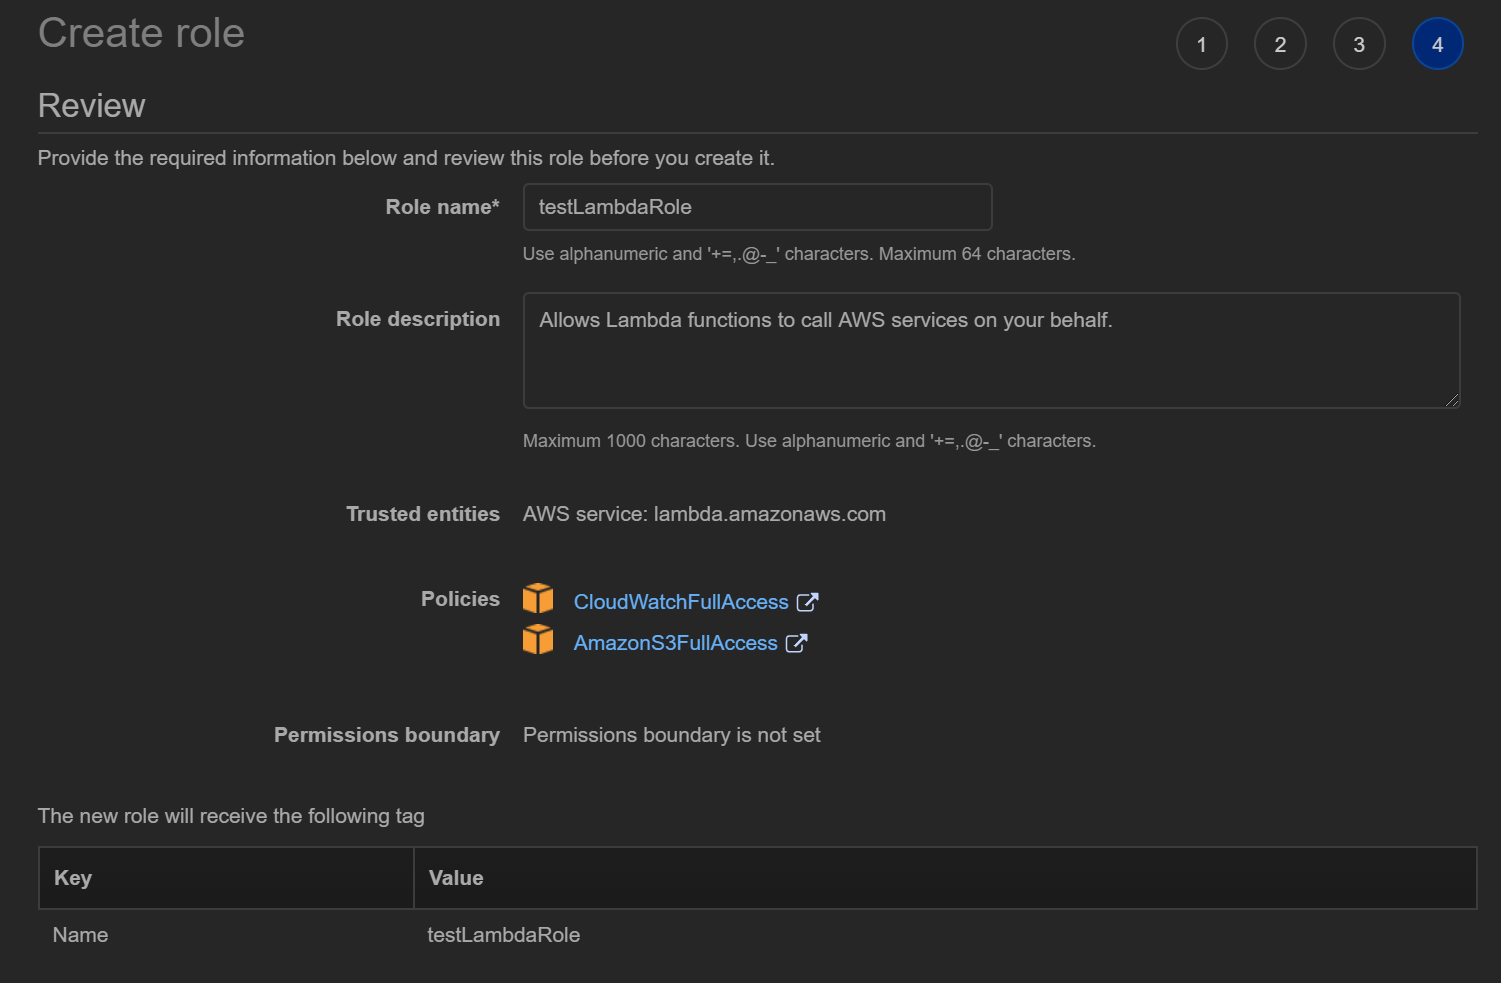 Create role
1 2 3 4
Review
Provide the required information below and review this role before you create it.
Role name* testLambdaRole
Use alphanumeric and '+=,.@-_' characters. Maximum 64 characters.
Role description Allows Lambda functions to call AWS services on your behalf.
Maximum 1000 characters. Use alphanumeric and '+=,.@-_' characters.
Trusted entities AWS service: lambda.amazonaws.com
Policies CloudWatchFullAccess
AmazonS3FullAccess
Permissions boundary Permissions boundary is not set
The new role will receive the following tag
Key Value
Name testLambdaRole